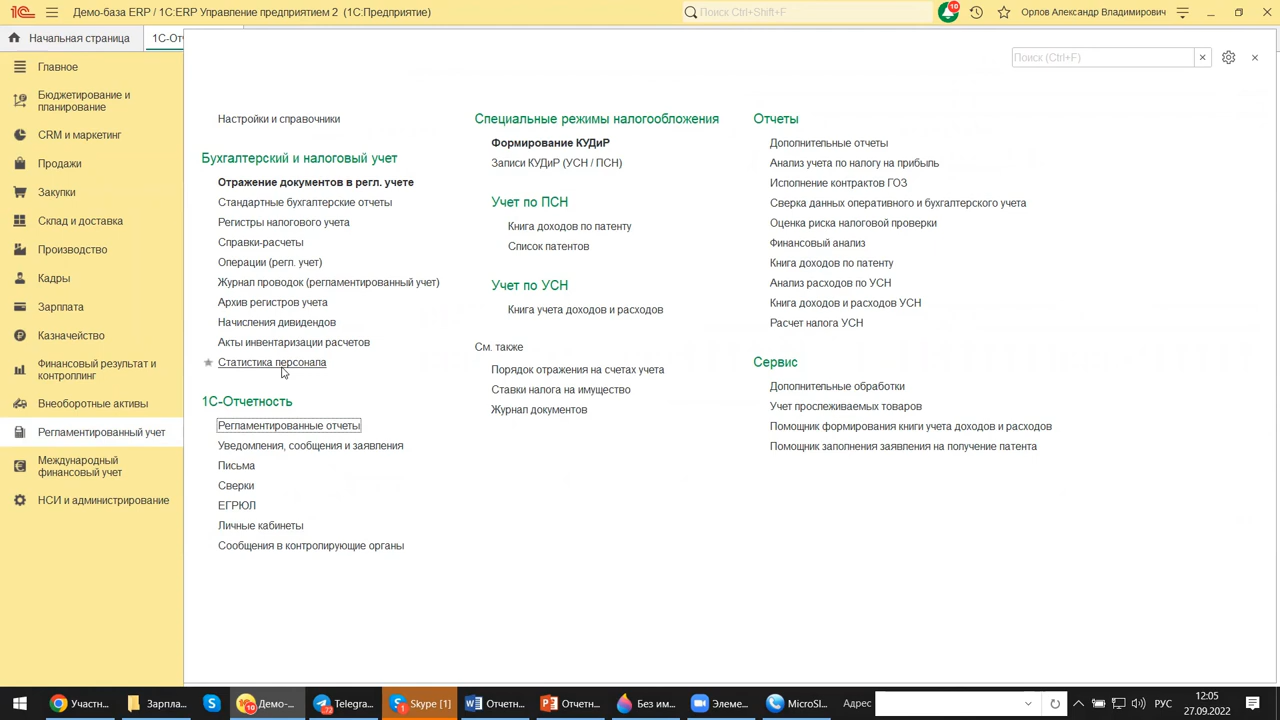 Демо-база ERP / 1С:ERP Управление предприятием 2 (1С:Предприятие)
Поиск Ctrl+Shift+F
10
Орлов Александр Владимирович
Начальная страница
1С-От
Поиск (Ctrl+F)
Главное
Бюджетирование и
планирование
CRM и маркетинг
Продажи
Закупки
Склад и доставка
Производство
Кадры
Зарплата
Казначейство
Финансовый результат и
контроллинг
Внеоборотные активы
Регламентированный учет
Международный
финансовый учет
НСИ и администрирование
Настройки и справочники
Бухгалтерский и налоговый учет
Отражение документов в регл. учете
Стандартные бухгалтерские отчеты
Регистры налогового учета
Справки-расчеты
Операции (регл. учет)
Журнал проводок (регламентированный учет)
Архив регистров учета
Начисления дивидендов
Акты инвентаризации расчетов
Статистика персонала
1С-Отчетность
Регламентированные отчеты
Уведомления, сообщения и заявления
Письма
Сверки
ЕГРЮЛ
Личные кабинеты
Сообщения в контролирующие органы
Специальные режимы налогообложения
Формирование КУДиР
Записи КУДиР (УСН / ПСН)
Учет по ПСН
Книга доходов по патенту
Список патентов
Учет по УСН
Книга учета доходов и расходов
См. также
Порядок отражения на счетах учета
Ставки налога на имущество
Журнал документов
Отчеты
Дополнительные отчеты
Анализ учета по налогу на прибыль
Исполнение контрактов ГОЗ
Сверка данных оперативного и бухгалтерского учета
Оценка риска налоговой проверки
Финансовый анализ
Книга доходов по патенту
Анализ расходов по УСН
Книга доходов и расходов УСН
Расчет налога УСН
Сервис
Дополнительные обработки
Учет прослеживаемых товаров
Помощник формирования книги учета доходов и расходов
Помощник заполнения заявления на получение патента
Участн...
Зарпла...
Демо-...
Telegra...
Skype [1]
Отчетн...
Отчетн...
Без им...
Элеме...
MicroSI...
Адрес
РУС
12:05
27.09.2022